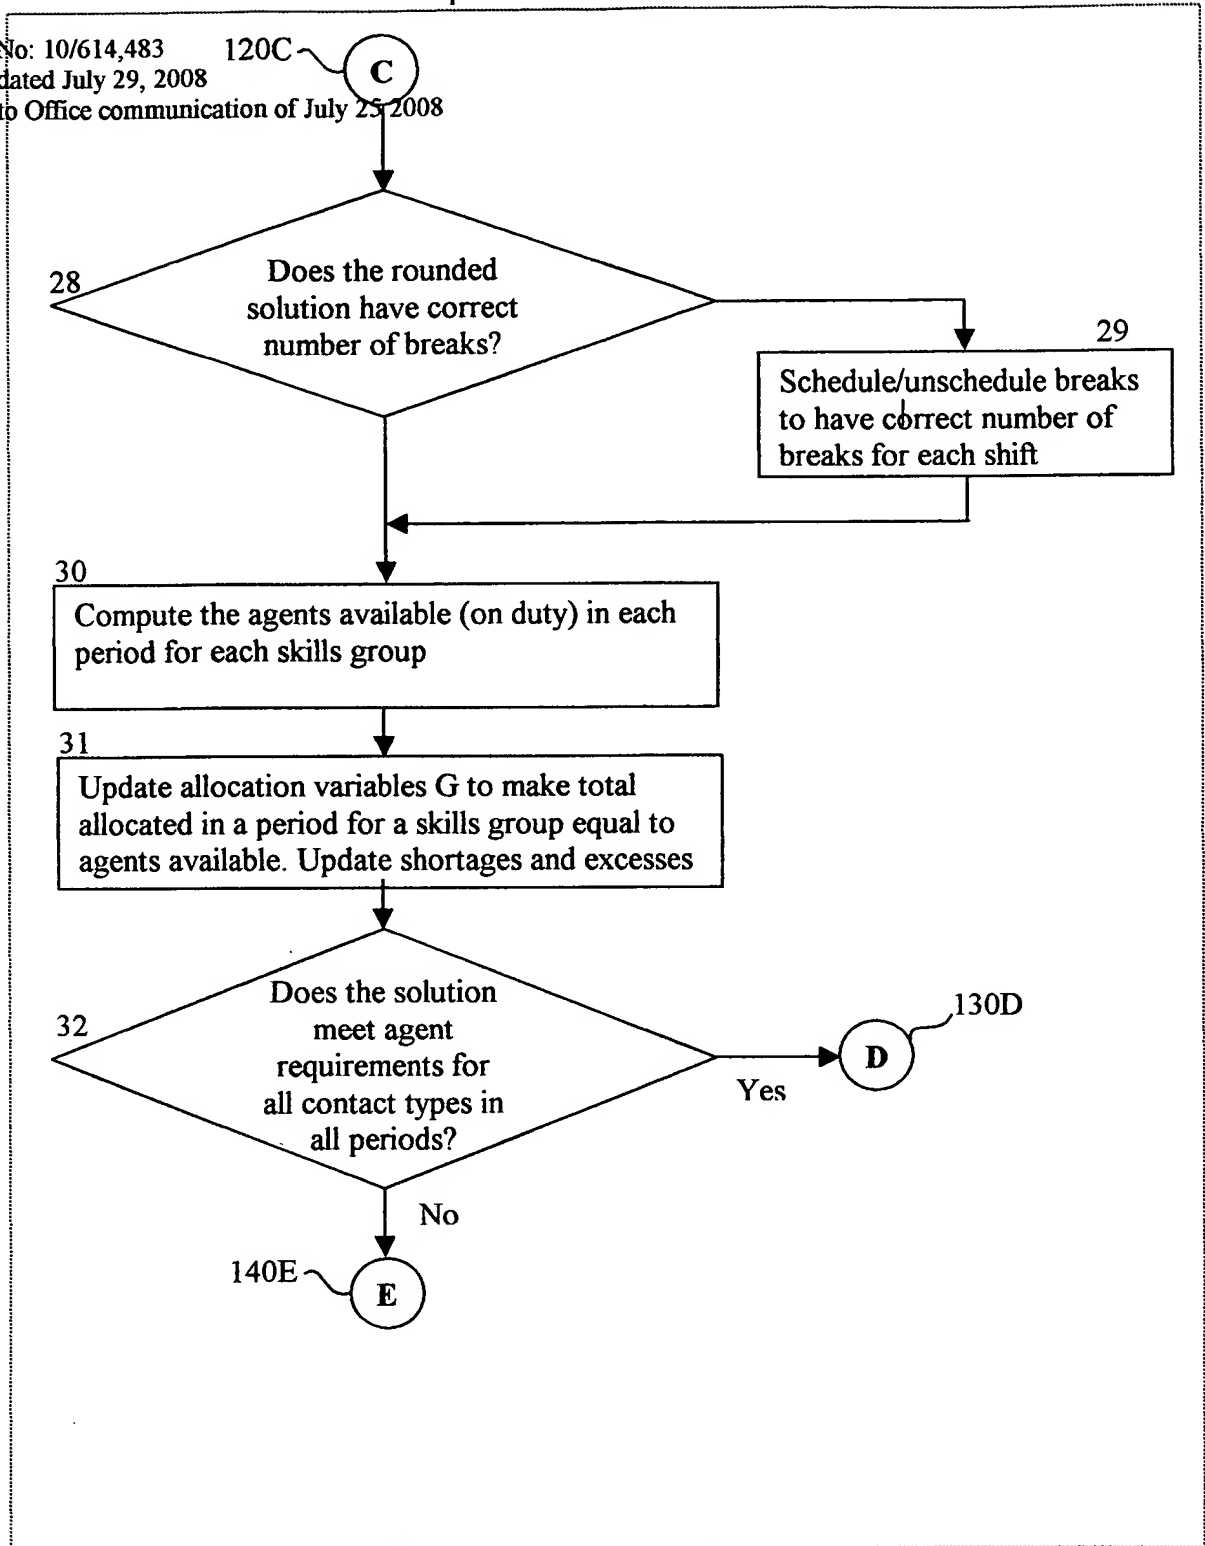 No: 10/614,483
dated July 29, 2008
to Office communication of July 25 2008
120C
C
28
Does the rounded
solution have correct
number of breaks?
29
Schedule/unschedule breaks
to have correct number of
breaks for each shift
30
Compute the agents available (on duty) in each
period for each skills group
31
Update allocation variables G to make total
allocated in a period for a skills group equal to
agents available. Update shortages and excesses
32
Does the solution
meet agent
requirements for
all contact types in
all periods?
130D
D
Yes
No
140E
E